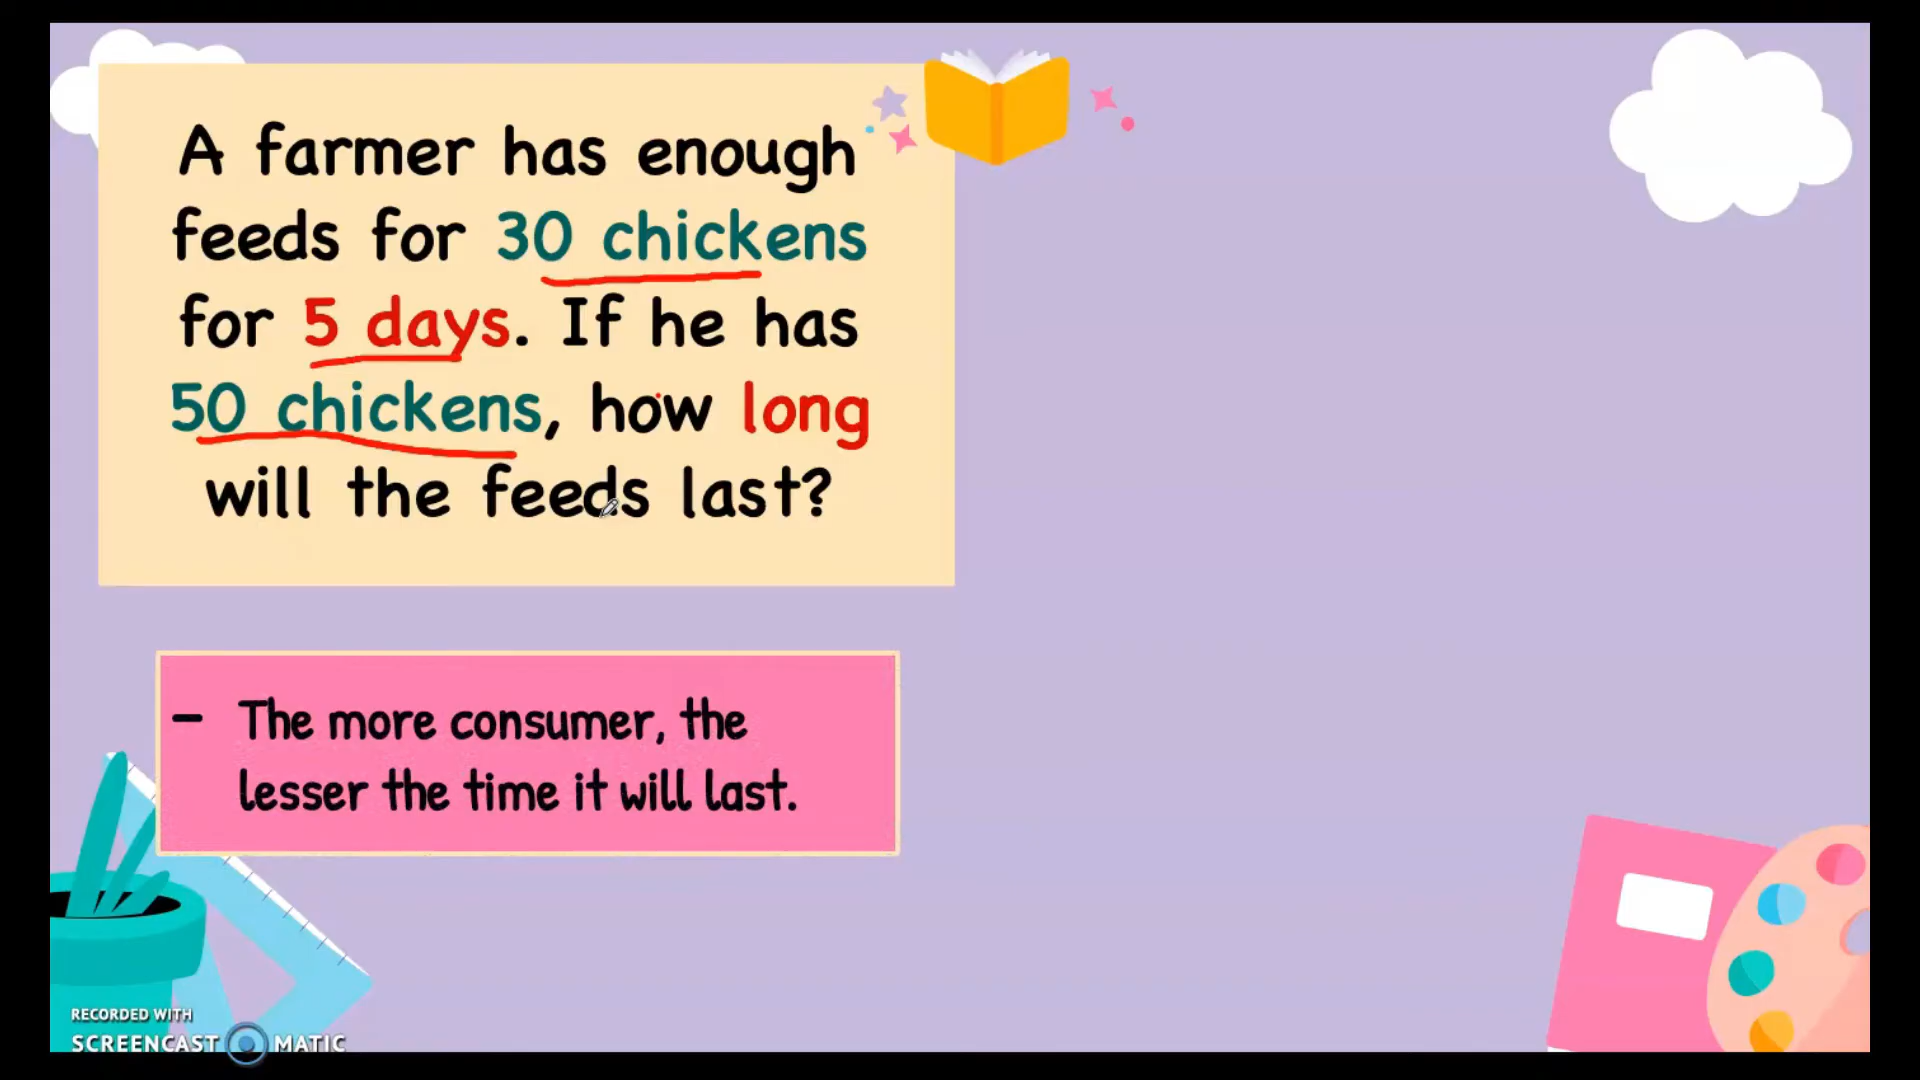 A farmer has enough
feeds for 30 chickens
for 5 days. If he has
50 chickens, how long
will the feeds last?
- The more consumer, the
lesser the time it will last.
RECORDED WITH
SCREENCAST MATIC